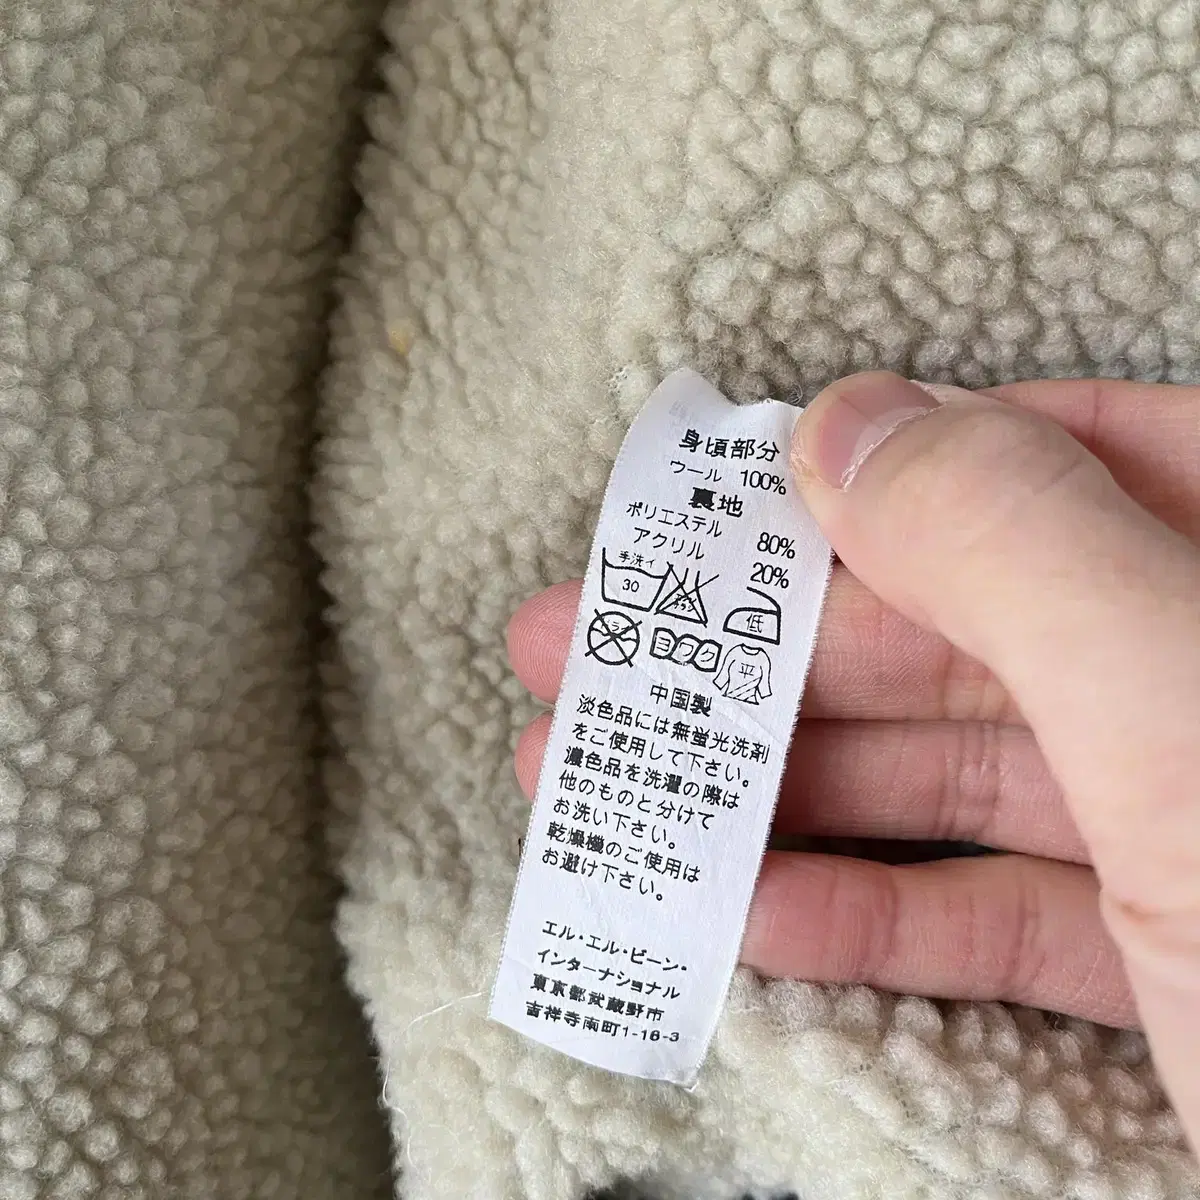 身頃部分
ウール 100%
裏地
ポリエステル 80%
アクリル 20%
手洗イ
30
低
ヨワク
平
中国製
淡色品には無蛍光洗剤
をご使用して下さい。
濃色品を洗濯の際は
他のものと分けて
お洗い下さい。
乾燥機のご使用は
お避け下さい。
エル・エル・ビーン・
インターナショナル
東京都武蔵野市
吉祥寺南町1-18-3